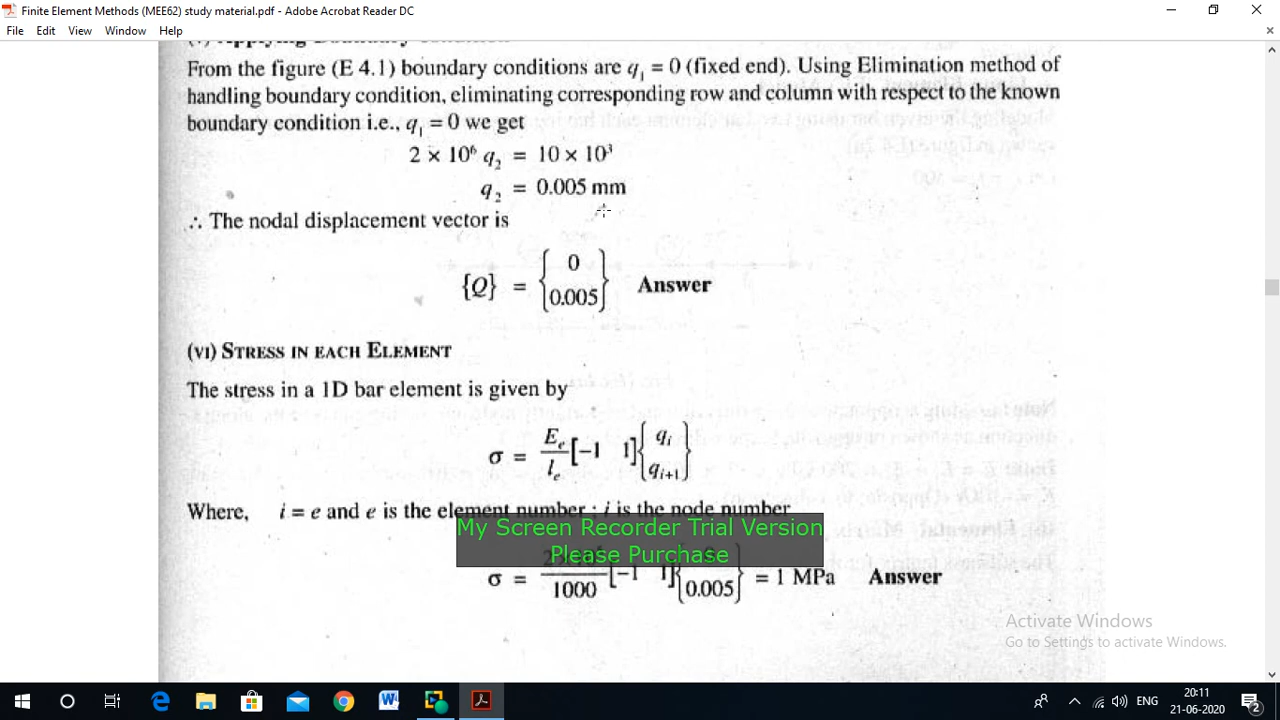 Finite Element Methods (MEE62) study material.pdf - Adobe Acrobat Reader DC
File Edit View Window Help
From the figure (E 4.1) boundary conditions are q₁ = 0 (fixed end). Using Elimination method of
handling boundary condition, eliminating corresponding row and column with respect to the known
boundary condition i.e., q₁ = 0 we get
2 × 10⁶ q₂ = 10 × 10³
q₂ = 0.005 mm
∴ The nodal displacement vector is
{Q} = {0 0.005} Answer
(VI) STRESS IN EACH ELEMENT
The stress in a 1D bar element is given by
σ = Eₑ/lₑ [−1 1]{qᵢ qᵢ₊₁}
Where, i = e and e is the element number ; i is the node number
My Screen Recorder Trial Version
Please Purchase
σ = 1000 [−1 1]{ 0.005} = 1 MPa Answer
Activate Windows
Go to Settings to activate Windows.
ENG
20:11
21-06-2020
2